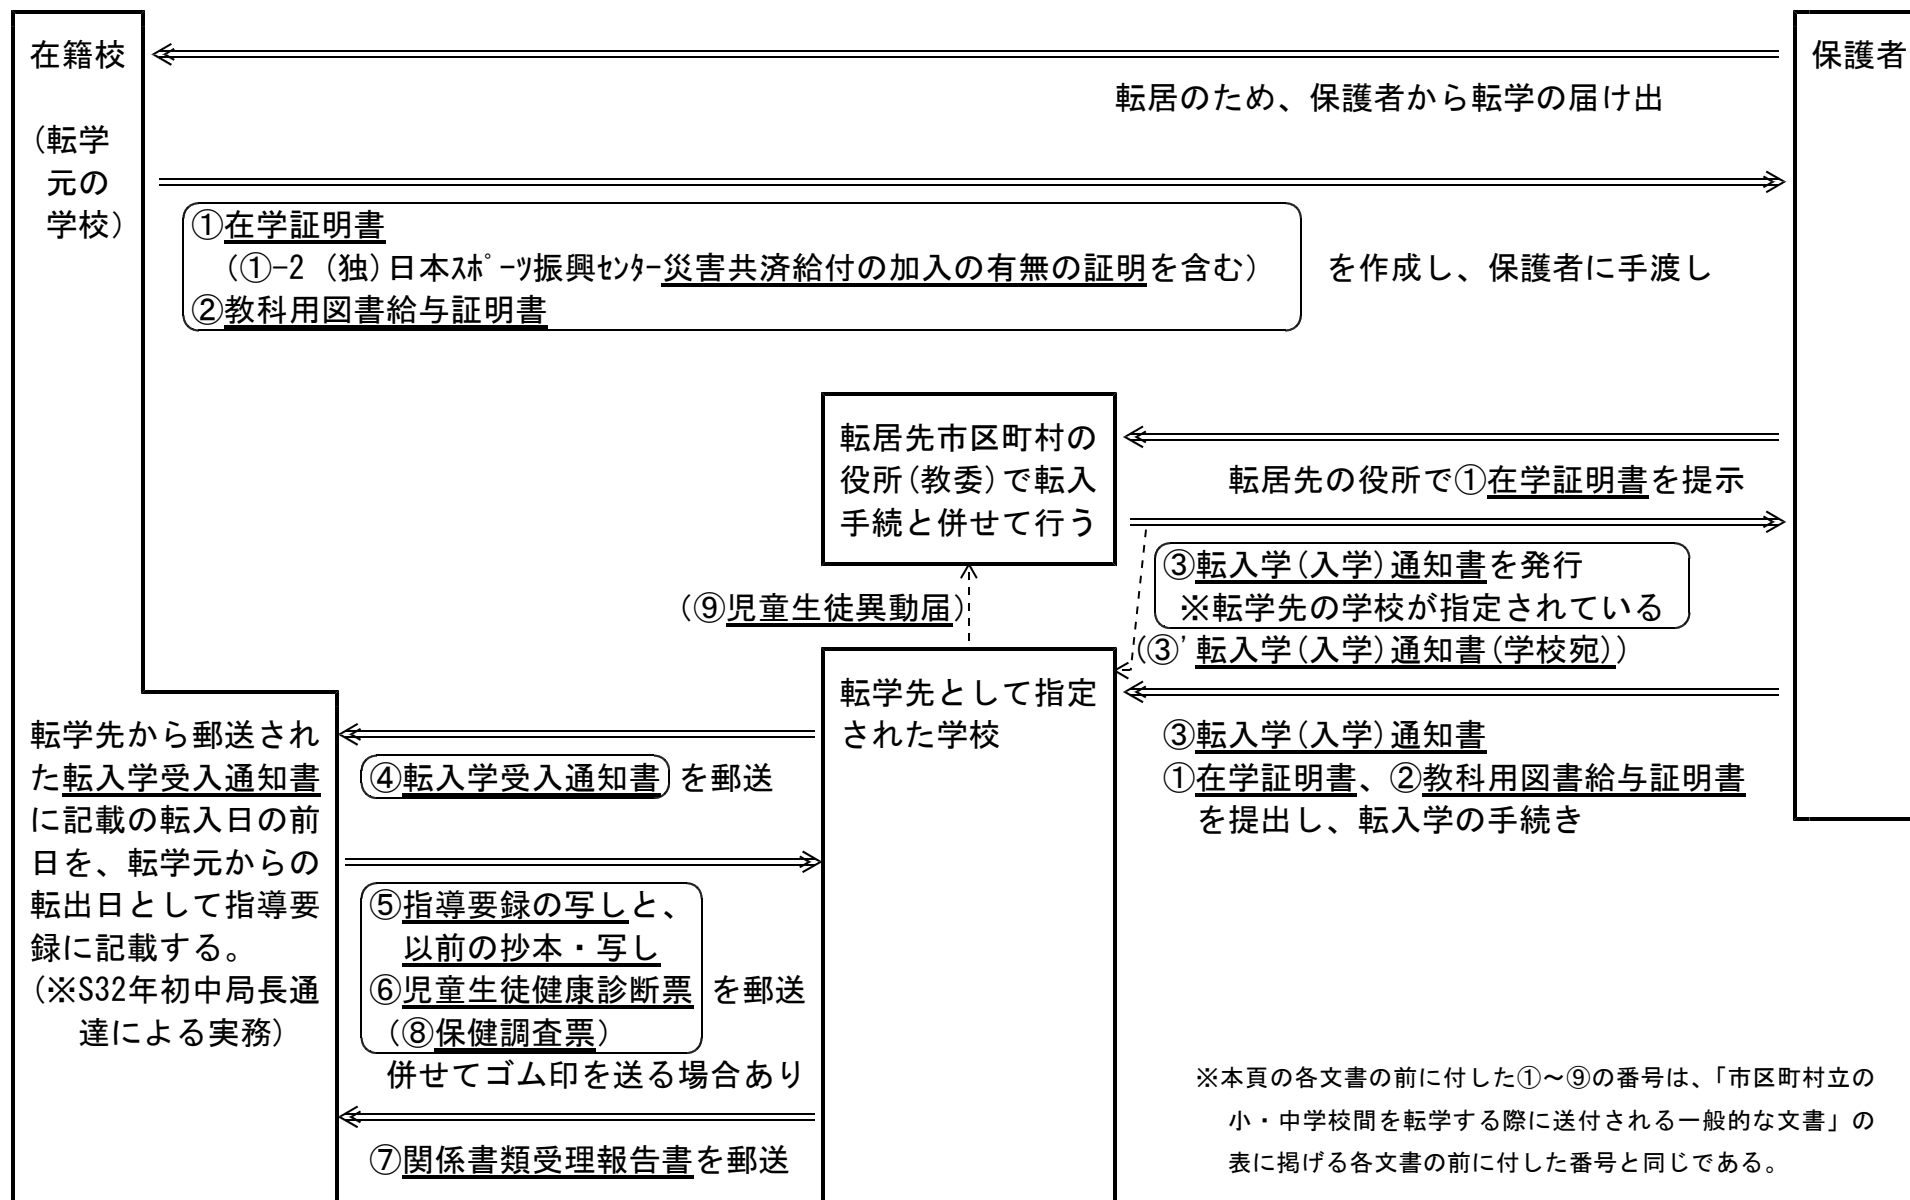 在籍校
(転学
元の
学校)
保護者
転居のため、保護者から転学の届け出
①在学証明書
(①-2 (独)日本ｽﾎﾟｰﾂ振興ｾﾝﾀｰ災害共済給付の加入の有無の証明を含む)
②教科用図書給与証明書
を作成し、保護者に手渡し
転居先市区町村の
役所(教委)で転入
手続と併せて行う
転居先の役所で①在学証明書を提示
③転入学(入学)通知書を発行
※転学先の学校が指定されている
(③'転入学(入学)通知書(学校宛))
(⑨児童生徒異動届)
転学先として指定
された学校
③転入学(入学)通知書
①在学証明書、②教科用図書給与証明書
を提出し、転入学の手続き
転学先から郵送され
た転入学受入通知書
に記載の転入日の前
日を、転学元からの
転出日として指導要
録に記載する。
(※S32年初中局長通
達による実務)
④転入学受入通知書を郵送
⑤指導要録の写しと、
以前の抄本・写し
⑥児童生徒健康診断票 を郵送
(⑧保健調査票)
併せてゴム印を送る場合あり
⑦関係書類受理報告書を郵送
※本頁の各文書の前に付した①～⑨の番号は、「市区町村立の
小・中学校間を転学する際に送付される一般的な文書」の
表に掲げる各文書の前に付した番号と同じである。